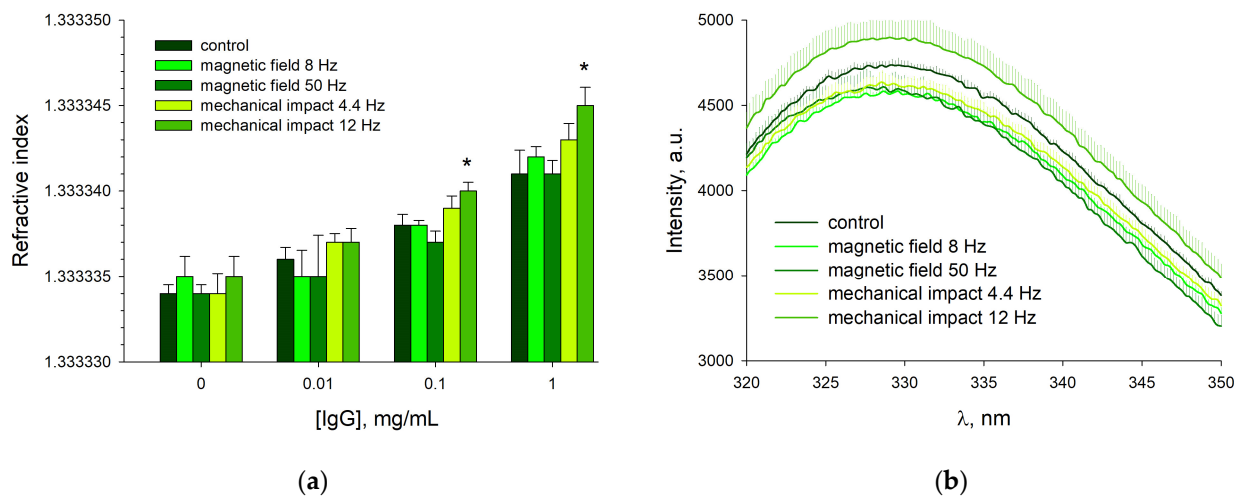 1.333350
1.333345
1.333340
1.333335
1.333330
Refractive index
control
magnetic field 8 Hz
magnetic field 50 Hz
mechanical impact 4.4 Hz
mechanical impact 12 Hz
*
*
0
0.01
0.1
1
[IgG], mg/mL
(a)
5000
4500
4000
3500
3000
Intensity, a.u.
control
magnetic field 8 Hz
magnetic field 50 Hz
mechanical impact 4.4 Hz
mechanical impact 12 Hz
320
325
330
335
340
345
350
λ, nm
(b)